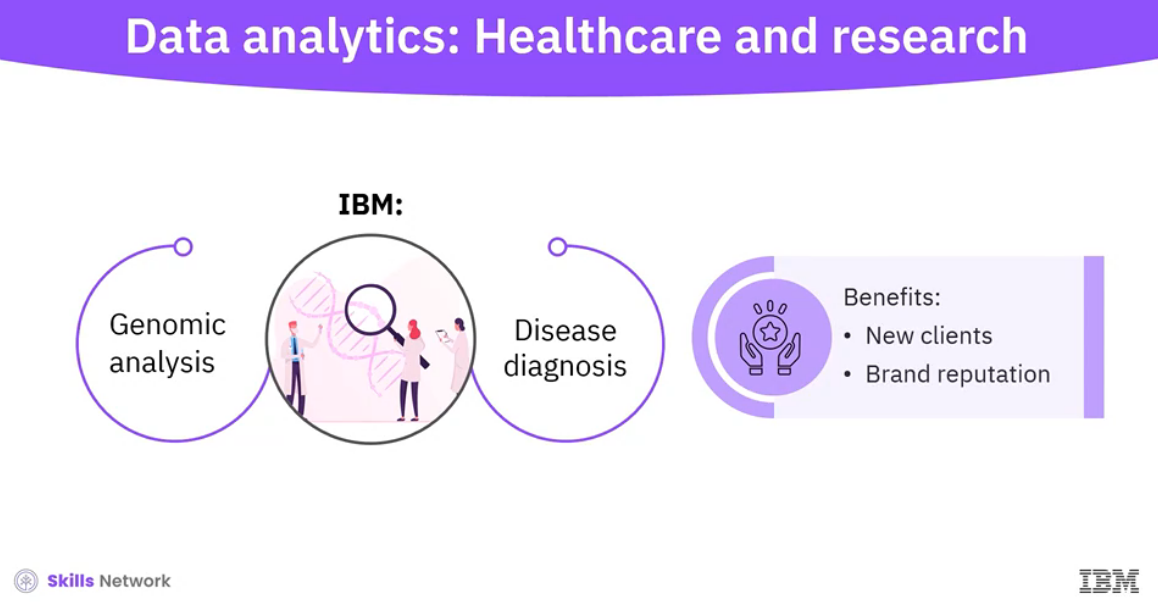 Data analytics: Healthcare and research
IBM:
Genomic
analysis
Disease
diagnosis
Benefits:
• New clients
• Brand reputation
Skills Network
IBM